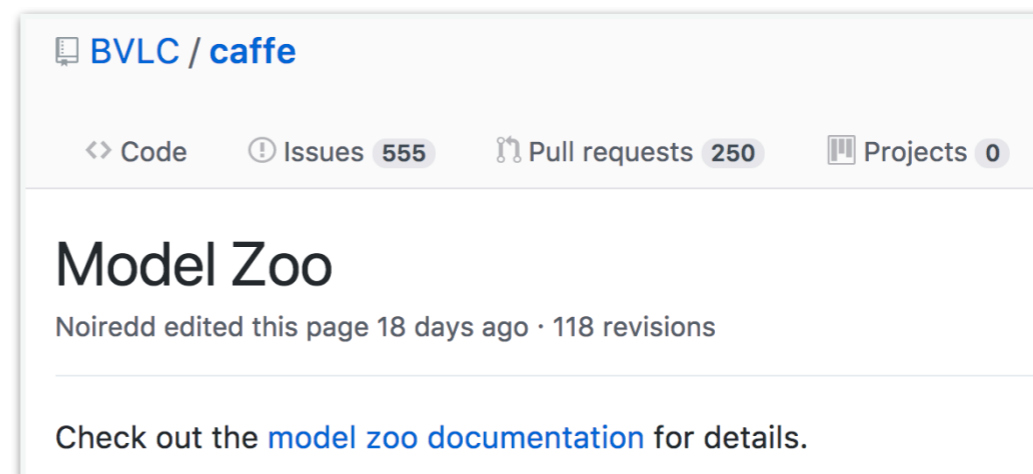 BVLC / caffe
Code Issues 555 Pull requests 250 Projects 0
Model Zoo
Noiredd edited this page 18 days ago · 118 revisions
Check out the model zoo documentation for details.